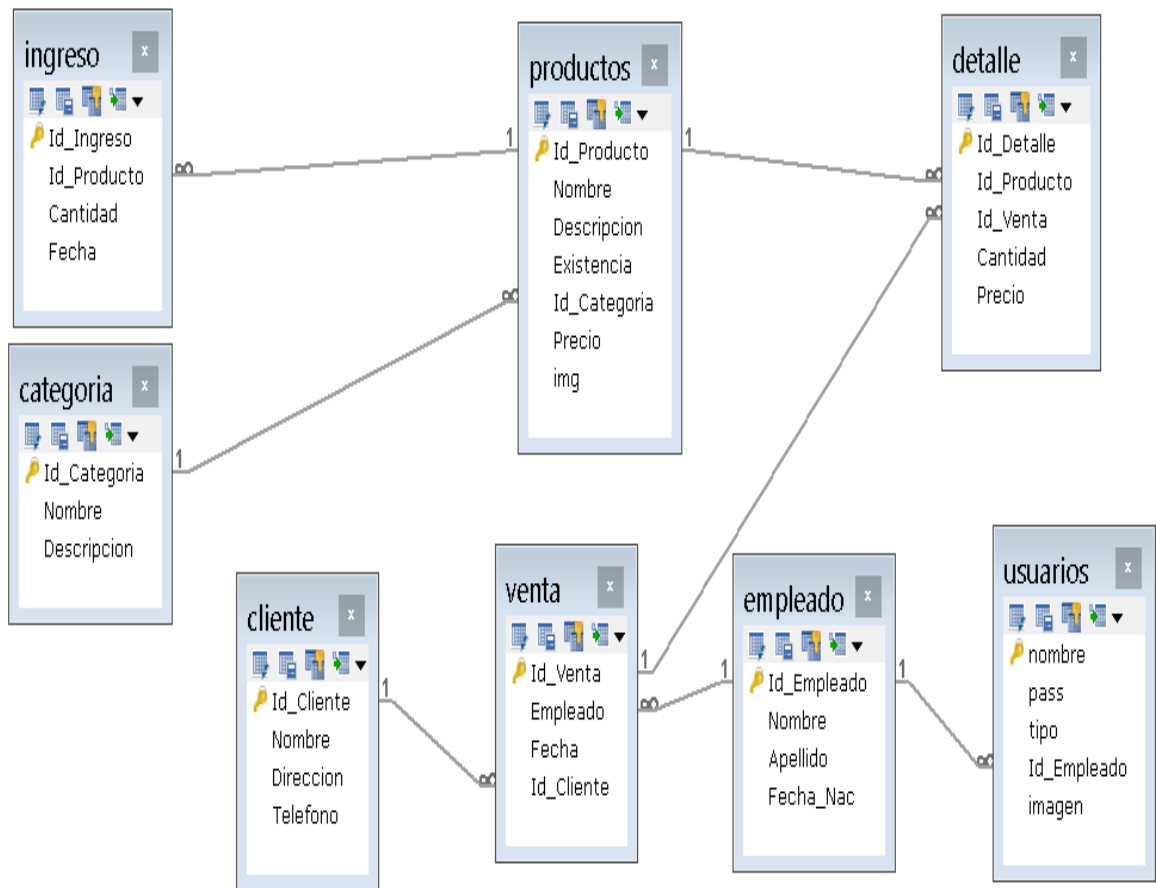 ingreso
x
Id_Ingreso
Id_Producto
Cantidad
Fecha
productos
x
Id_Producto
Nombre
Descripcion
Existencia
Id_Categoria
Precio
img
detalle
x
Id_Detalle
Id_Producto
Id_Venta
Cantidad
Precio
∞
1
1
∞
∞
∞
1
categoria
x
Id_Categoria
Nombre
Descripcion
cliente
x
Id_Cliente
Nombre
Direccion
Telefono
1
∞
venta
x
Id_Venta
Empleado
Fecha
Id_Cliente
1
∞
1
empleado
x
Id_Empleado
Nombre
Apellido
Fecha_Nac
1
∞
usuarios
x
nombre
pass
tipo
Id_Empleado
imagen